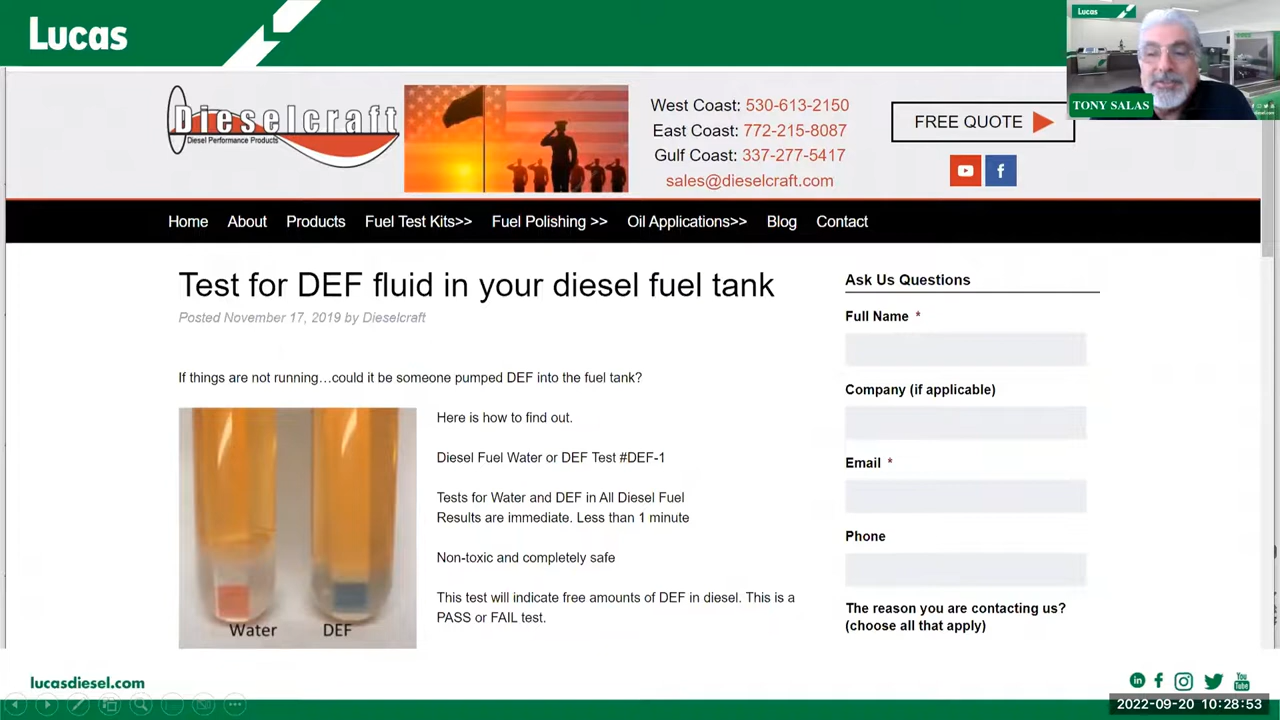 Lucas
Lucas
TONY SALAS
Dieselcraft
Diesel Performance Products
West Coast: 530-613-2150
East Coast: 772-215-8087
Gulf Coast: 337-277-5417
sales@dieselcraft.com
FREE QUOTE
Home About Products Fuel Test Kits>> Fuel Polishing >> Oil Applications>> Blog Contact
Test for DEF fluid in your diesel fuel tank
Posted November 17, 2019 by Dieselcraft
If things are not running…could it be someone pumped DEF into the fuel tank?
Here is how to find out.
Diesel Fuel Water or DEF Test #DEF-1
Tests for Water and DEF in All Diesel Fuel
Results are immediate. Less than 1 minute
Non-toxic and completely safe
This test will indicate free amounts of DEF in diesel. This is a
PASS or FAIL test.
Water DEF
Ask Us Questions
Full Name *
Company (if applicable)
Email *
Phone
The reason you are contacting us?
(choose all that apply)
lucasdiesel.com
You
Tube
2022-09-20 10:28:53